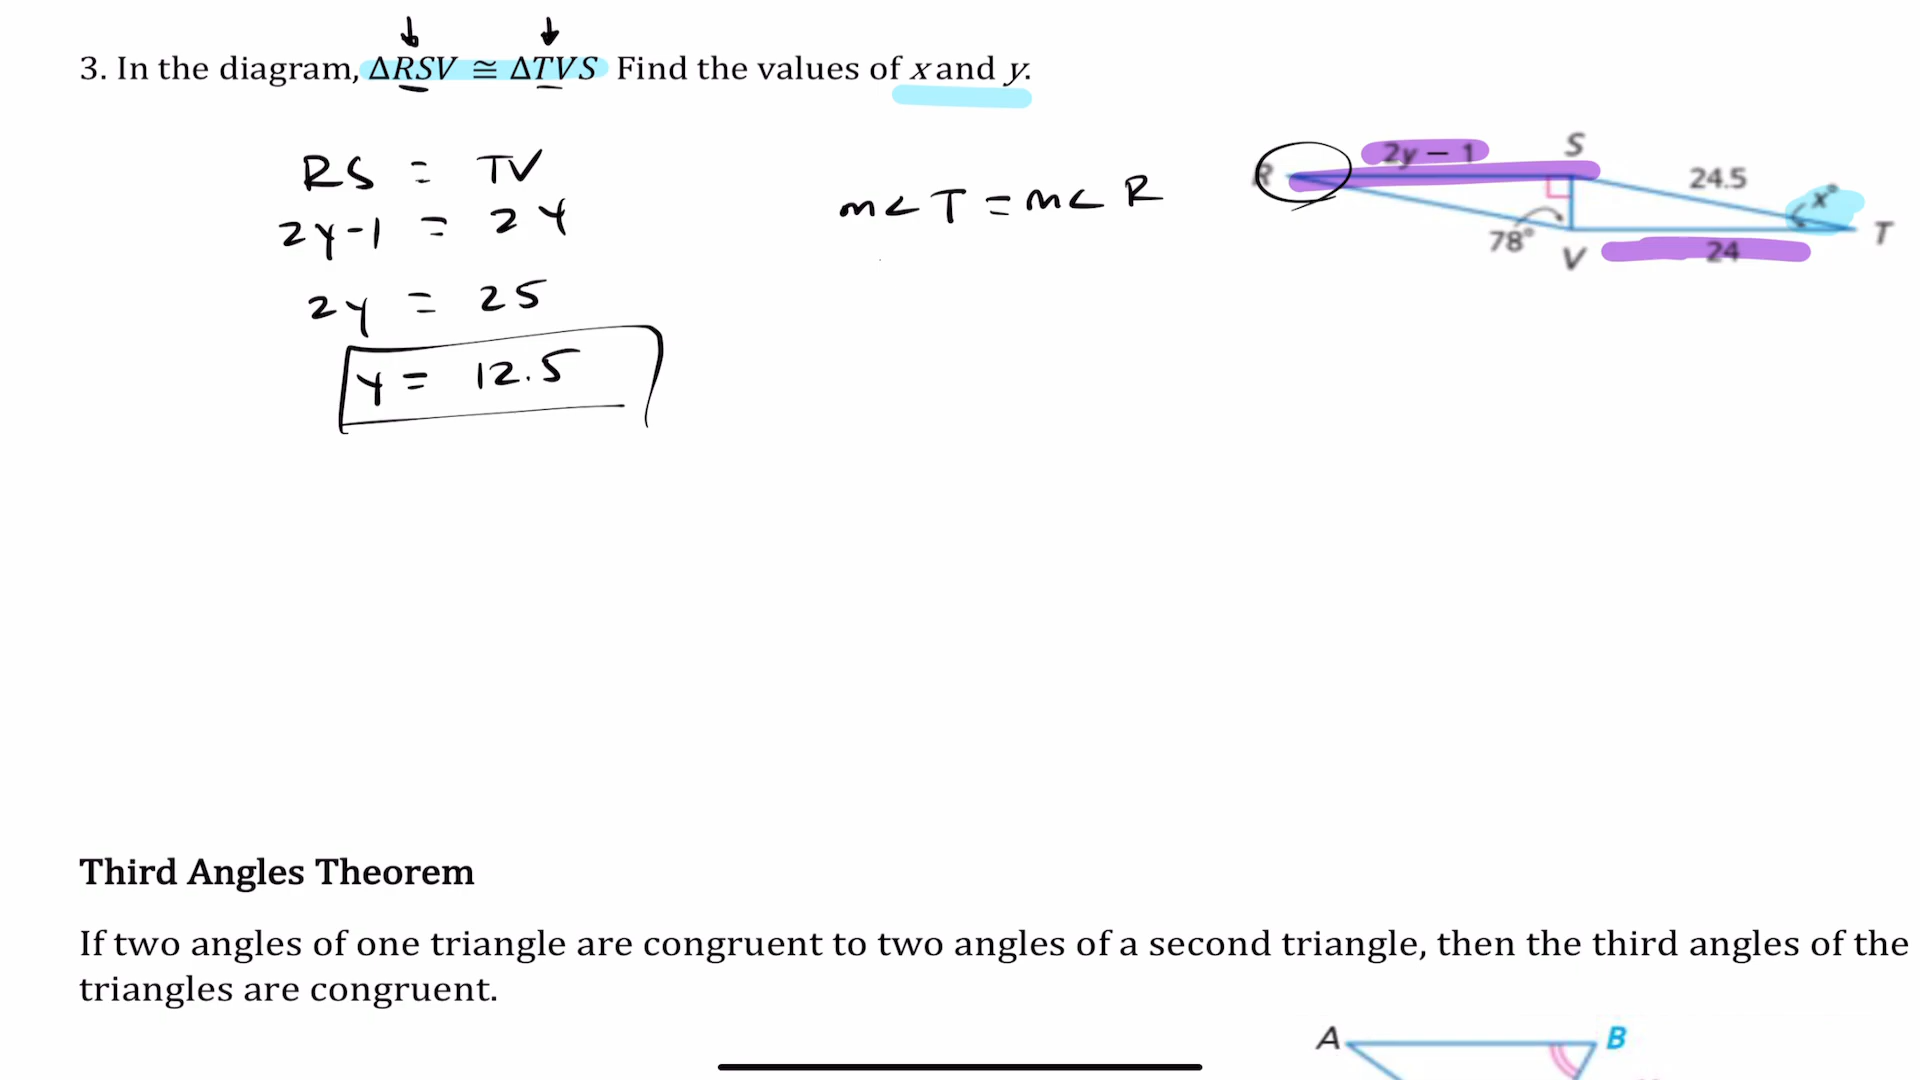 3. In the diagram, ΔRSV ≅ ΔTVS Find the values of x and y.
RS = TV
2y-1 = 24
2y = 25
y = 12.5
m∠T = m∠R
R
2y − 1
S
24.5
x°
T
78°
V
24
Third Angles Theorem
If two angles of one triangle are congruent to two angles of a second triangle, then the third angles of the
triangles are congruent.
A
B